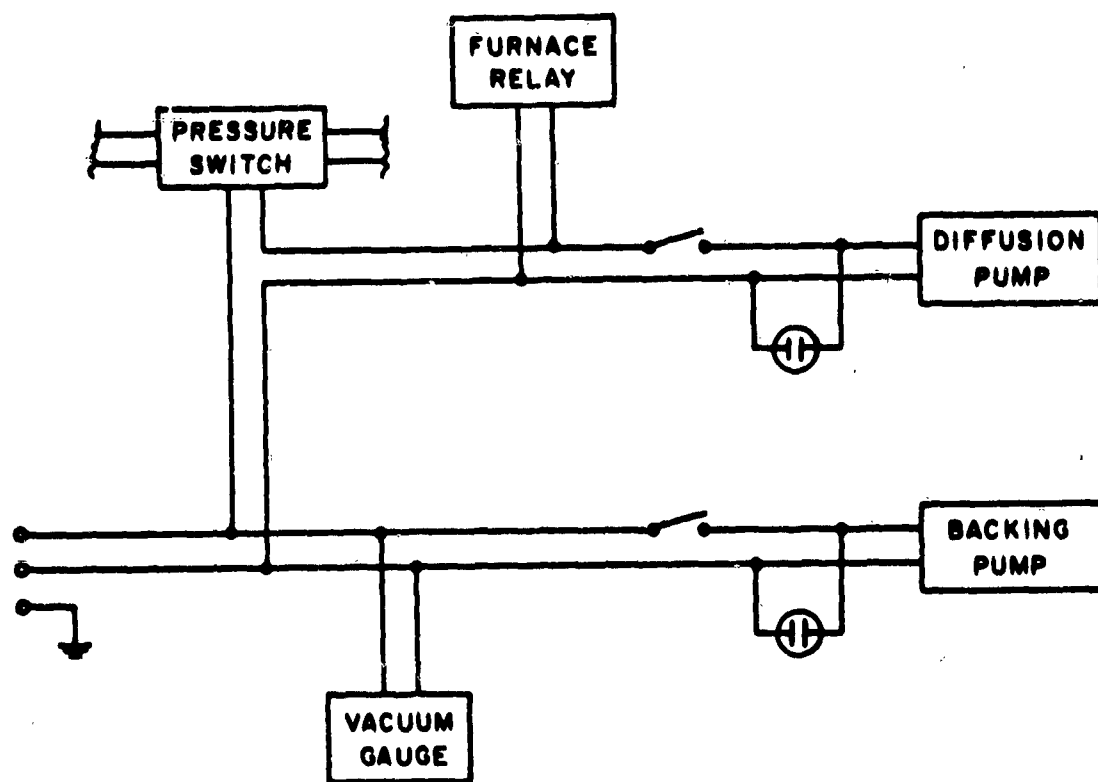 FURNACE
RELAY
PRESSURE
SWITCH
DIFFUSION
PUMP
BACKING
PUMP
VACUUM
GAUGE